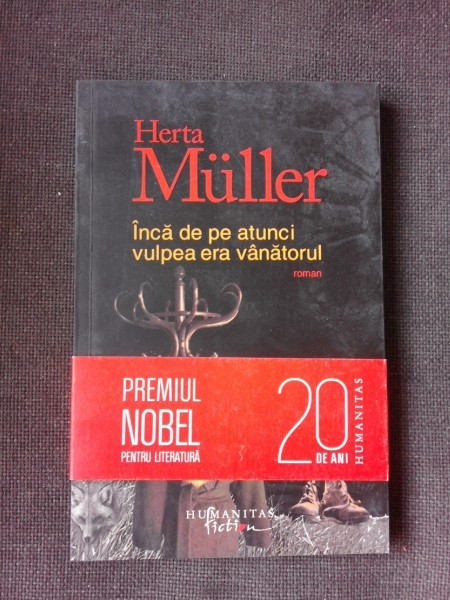 Herta
Müller
Încă de pe atunci
vulpea era vânătorul
roman
PREMIUL
NOBEL
PENTRU LITERATURĂ
20
DE ANI
HUMANITAS
HUMANITAS
fiction